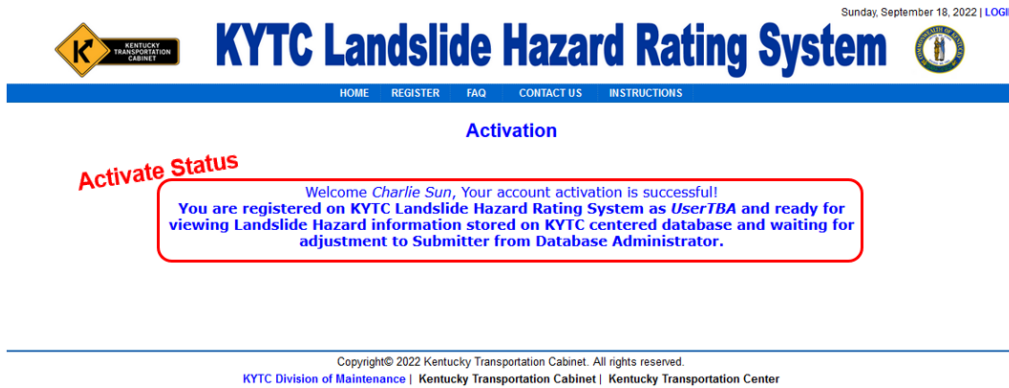 Sunday, September 18, 2022 | LOGI
KENTUCKY
TRANSPORTATION
CABINET
KYTC Landslide Hazard Rating System
HOME REGISTER FAQ CONTACT US INSTRUCTIONS
Activation
Activate Status
Welcome Charlie Sun, Your account activation is successful!
You are registered on KYTC Landslide Hazard Rating System as UserTBA and ready for
viewing Landslide Hazard information stored on KYTC centered database and waiting for
adjustment to Submitter from Database Administrator.
Copyright© 2022 Kentucky Transportation Cabinet. All rights reserved.
KYTC Division of Maintenance | Kentucky Transportation Cabinet | Kentucky Transportation Center